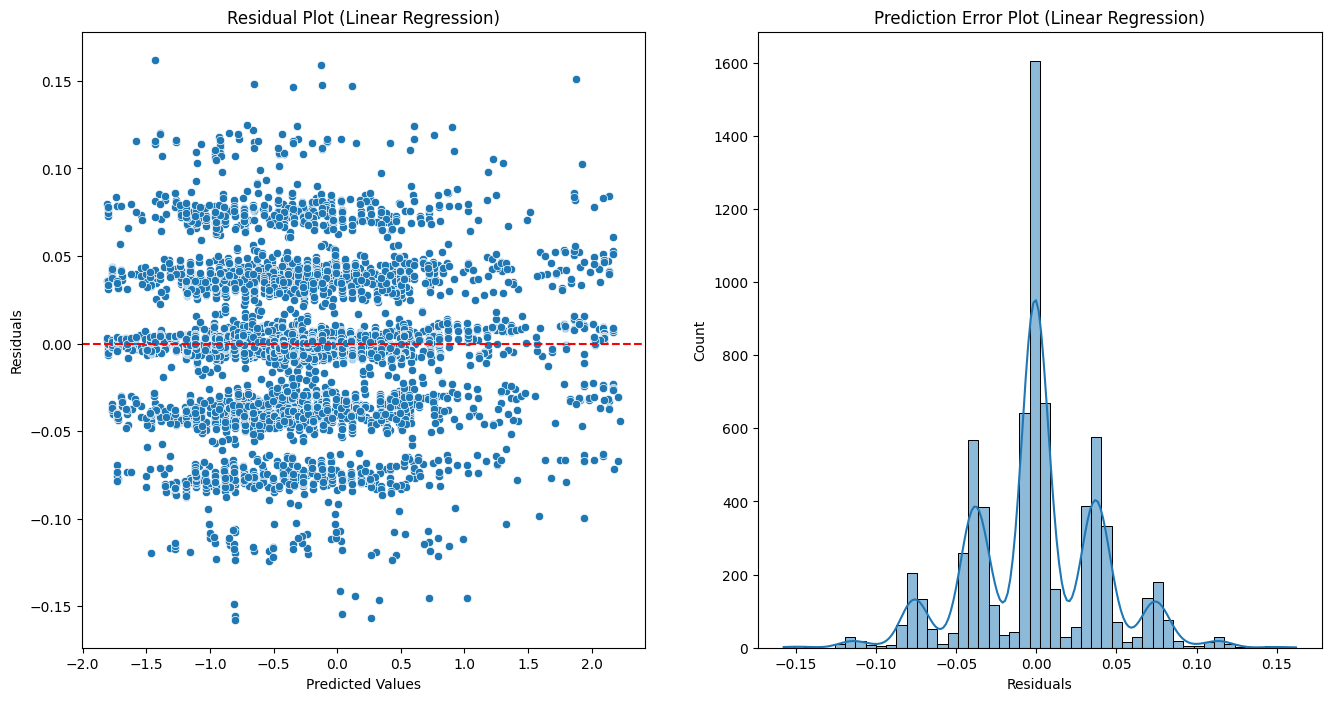 Residual Plot (Linear Regression)
0.15
0.10
0.05
0.00
−0.05
−0.10
−0.15
Residuals
−2.0 −1.5 −1.0 −0.5 0.0 0.5 1.0 1.5 2.0
Predicted Values
Prediction Error Plot (Linear Regression)
1600
1400
1200
1000
800
600
400
200
0
Count
−0.15 −0.10 −0.05 0.00 0.05 0.10 0.15
Residuals